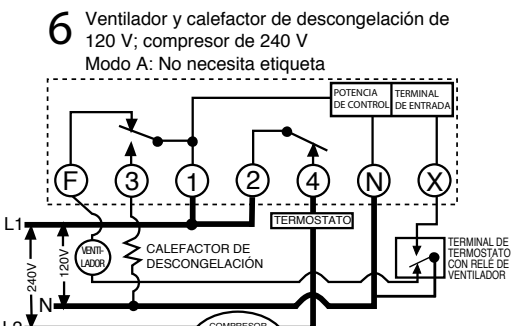 6 Ventilador y calefactor de descongelación de
120 V; compresor de 240 V
Modo A: No necesita etiqueta
POTENCIA
DE CONTROL
TERMINAL
DE ENTRADA
F 3 1 2 4 N X
L1
TERMOSTATO
240V
120V
VENTI-
LADOR
CALEFACTOR DE
DESCONGELACIÓN
TERMINAL DE
TERMOSTATO
CON RELÉ DE
VENTILADOR
N
L2
COMPRESOR